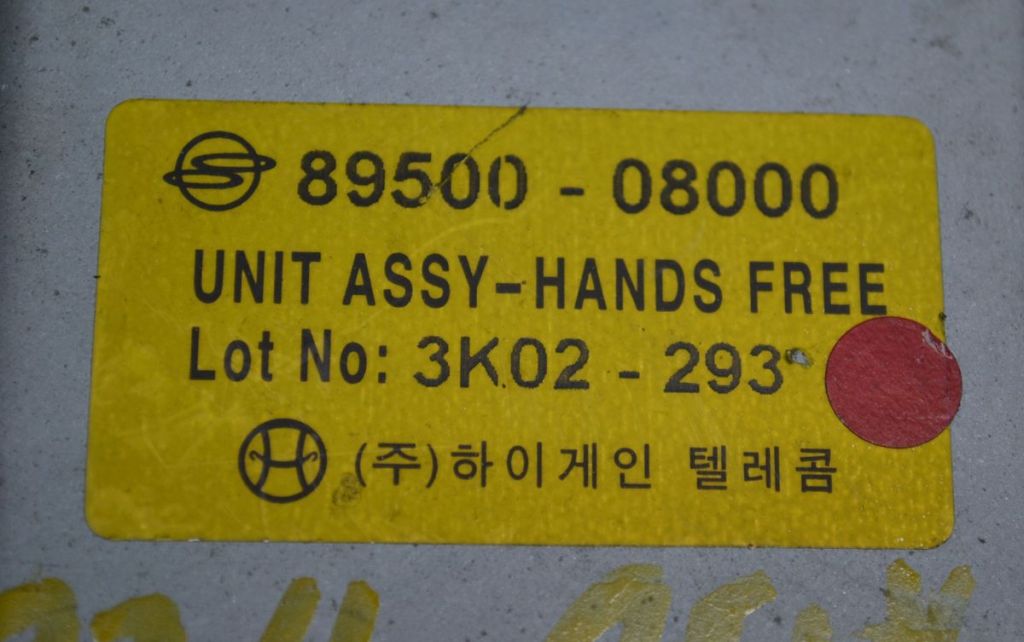 89500 - 08000
UNIT ASSY-HANDS FREE
Lot No: 3K02 - 293
(주)하이게인 텔레콤